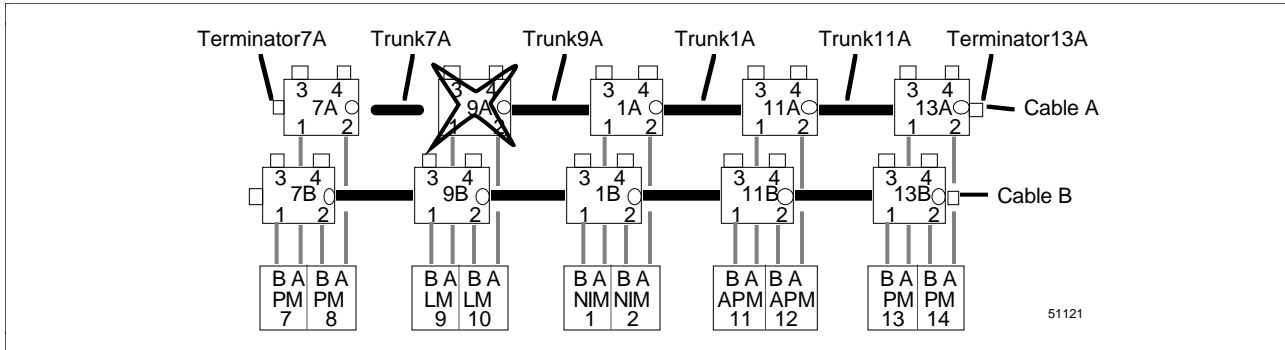 Terminator7A Trunk7A Trunk9A Trunk1A Trunk11A Terminator13A
3 4 3 4 3 4 3 4 3 4
7A 9A 1A 11A 13A Cable A
1 2 1 2 1 2 1 2 1 2
3 4 3 4 3 4 3 4 3 4
7B 9B 1B 11B 13B Cable B
1 2 1 2 1 2 1 2 1 2
B A B A B A B A B A B A B A B A B A B A
PM PM LM LM NIM NIM APM APM PM PM
7 8 9 10 1 2 11 12 13 14
51121